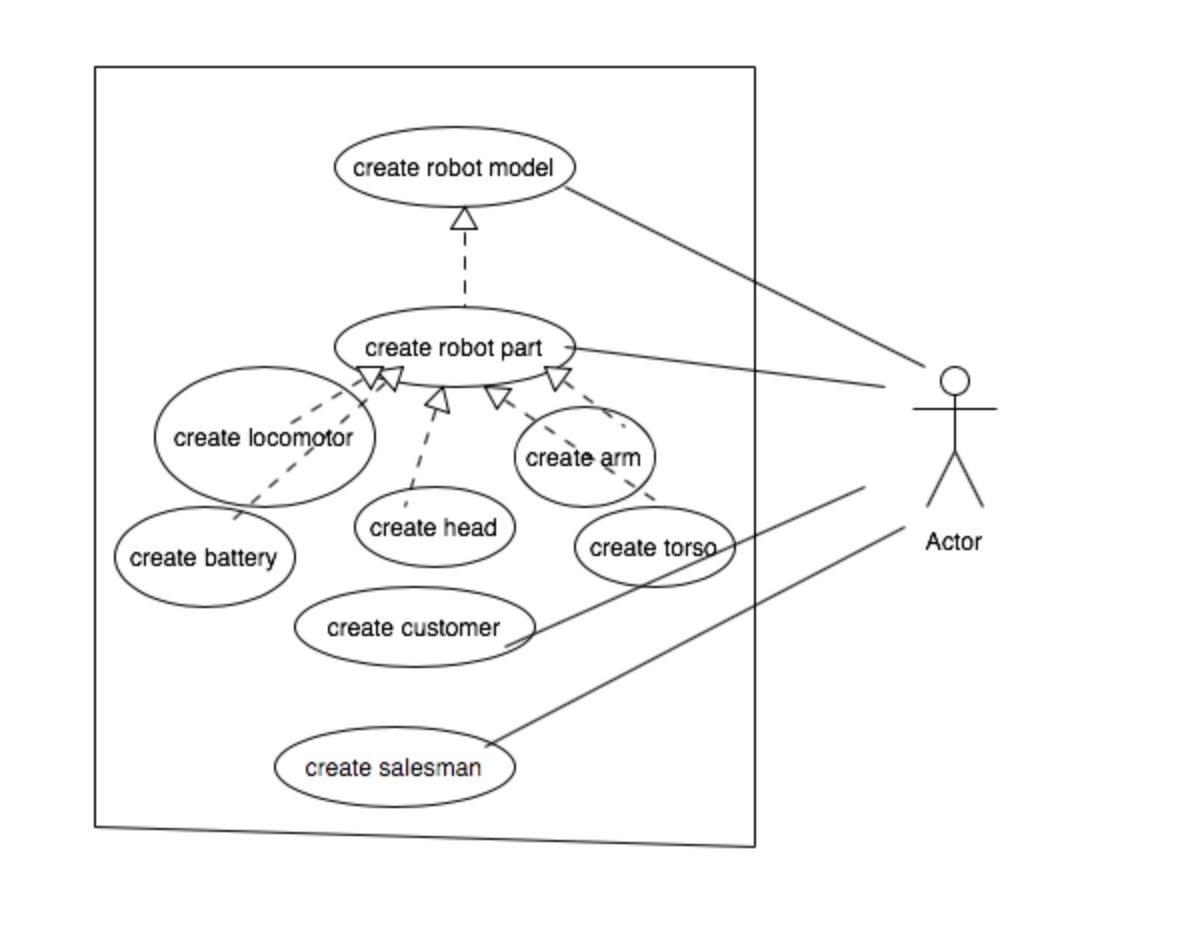 create robot model
create robot part
create locomotor
create arm
create head
create torso
create battery
Actor
create customer
create salesman